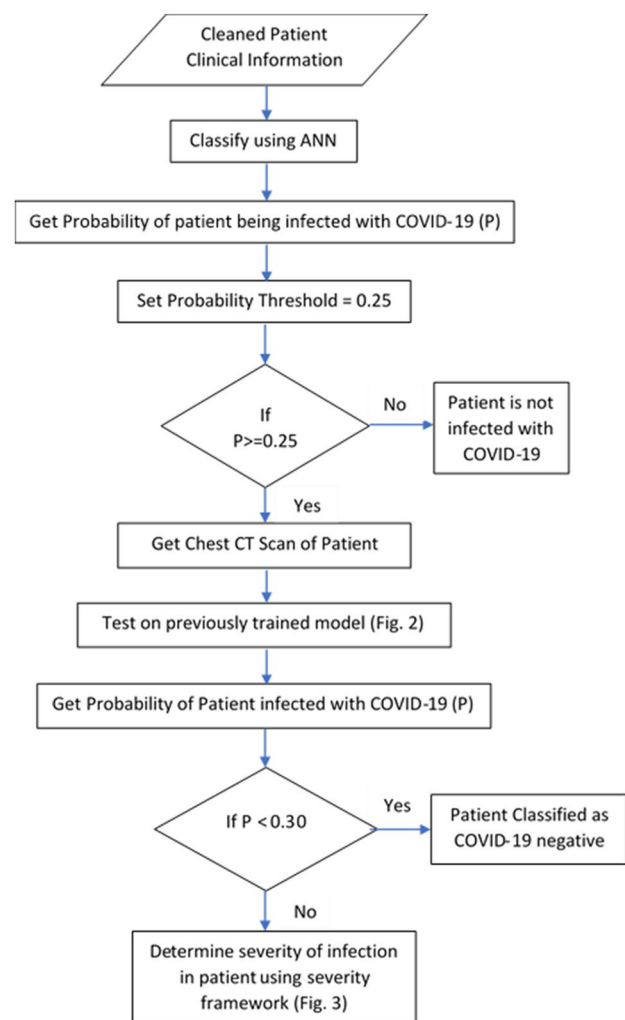 Cleaned Patient
Clinical Information
Classify using ANN
Get Probability of patient being infected with COVID-19 (P)
Set Probability Threshold = 0.25
If
P>=0.25
No
Patient is not
infected with
COVID-19
Yes
Get Chest CT Scan of Patient
Test on previously trained model (Fig. 2)
Get Probability of Patient infected with COVID-19 (P)
If P <0.30
Yes
Patient Classified as
COVID-19 negative
No
Determine severity of infection
in patient using severity
framework (Fig. 3)